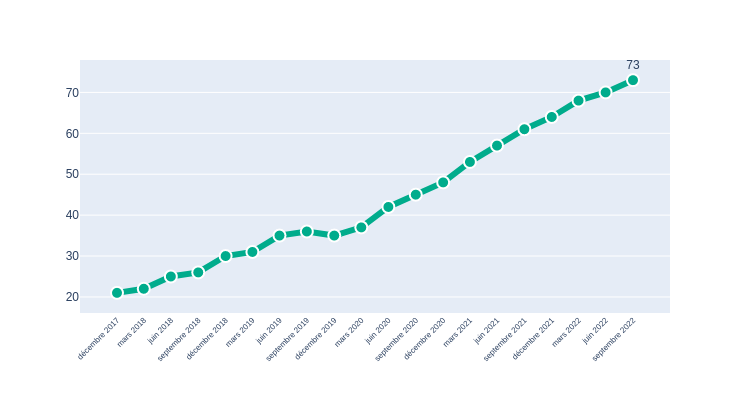 73
70
60
50
40
30
20
décembre 2017
mars 2018
juin 2018
septembre 2018
décembre 2018
mars 2019
juin 2019
septembre 2019
décembre 2019
mars 2020
juin 2020
septembre 2020
décembre 2020
mars 2021
juin 2021
septembre 2021
décembre 2021
mars 2022
juin 2022
septembre 2022